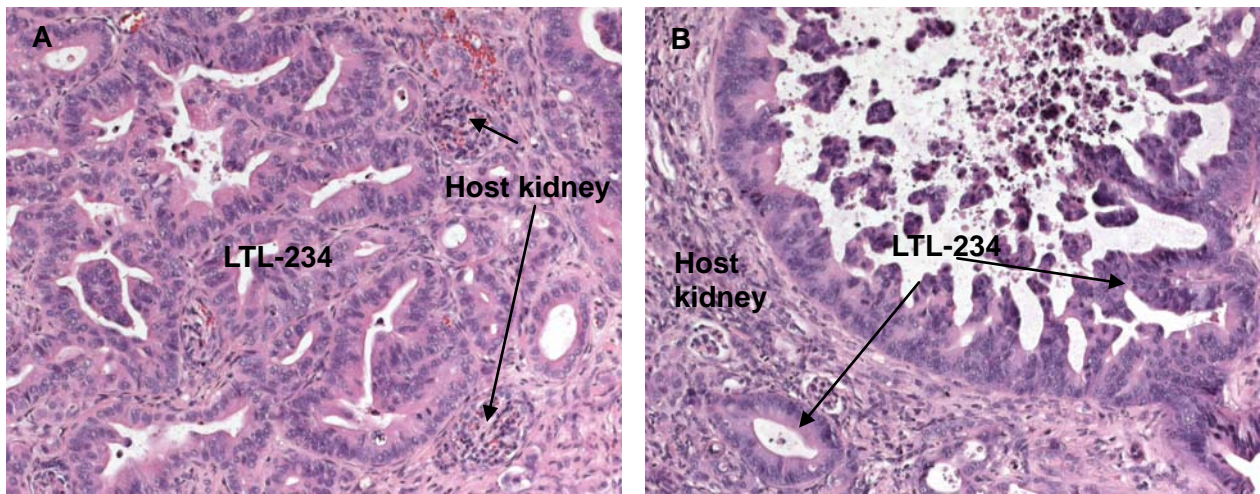 A
Host kidney
LTL-234
B
LTL-234
Host
kidney